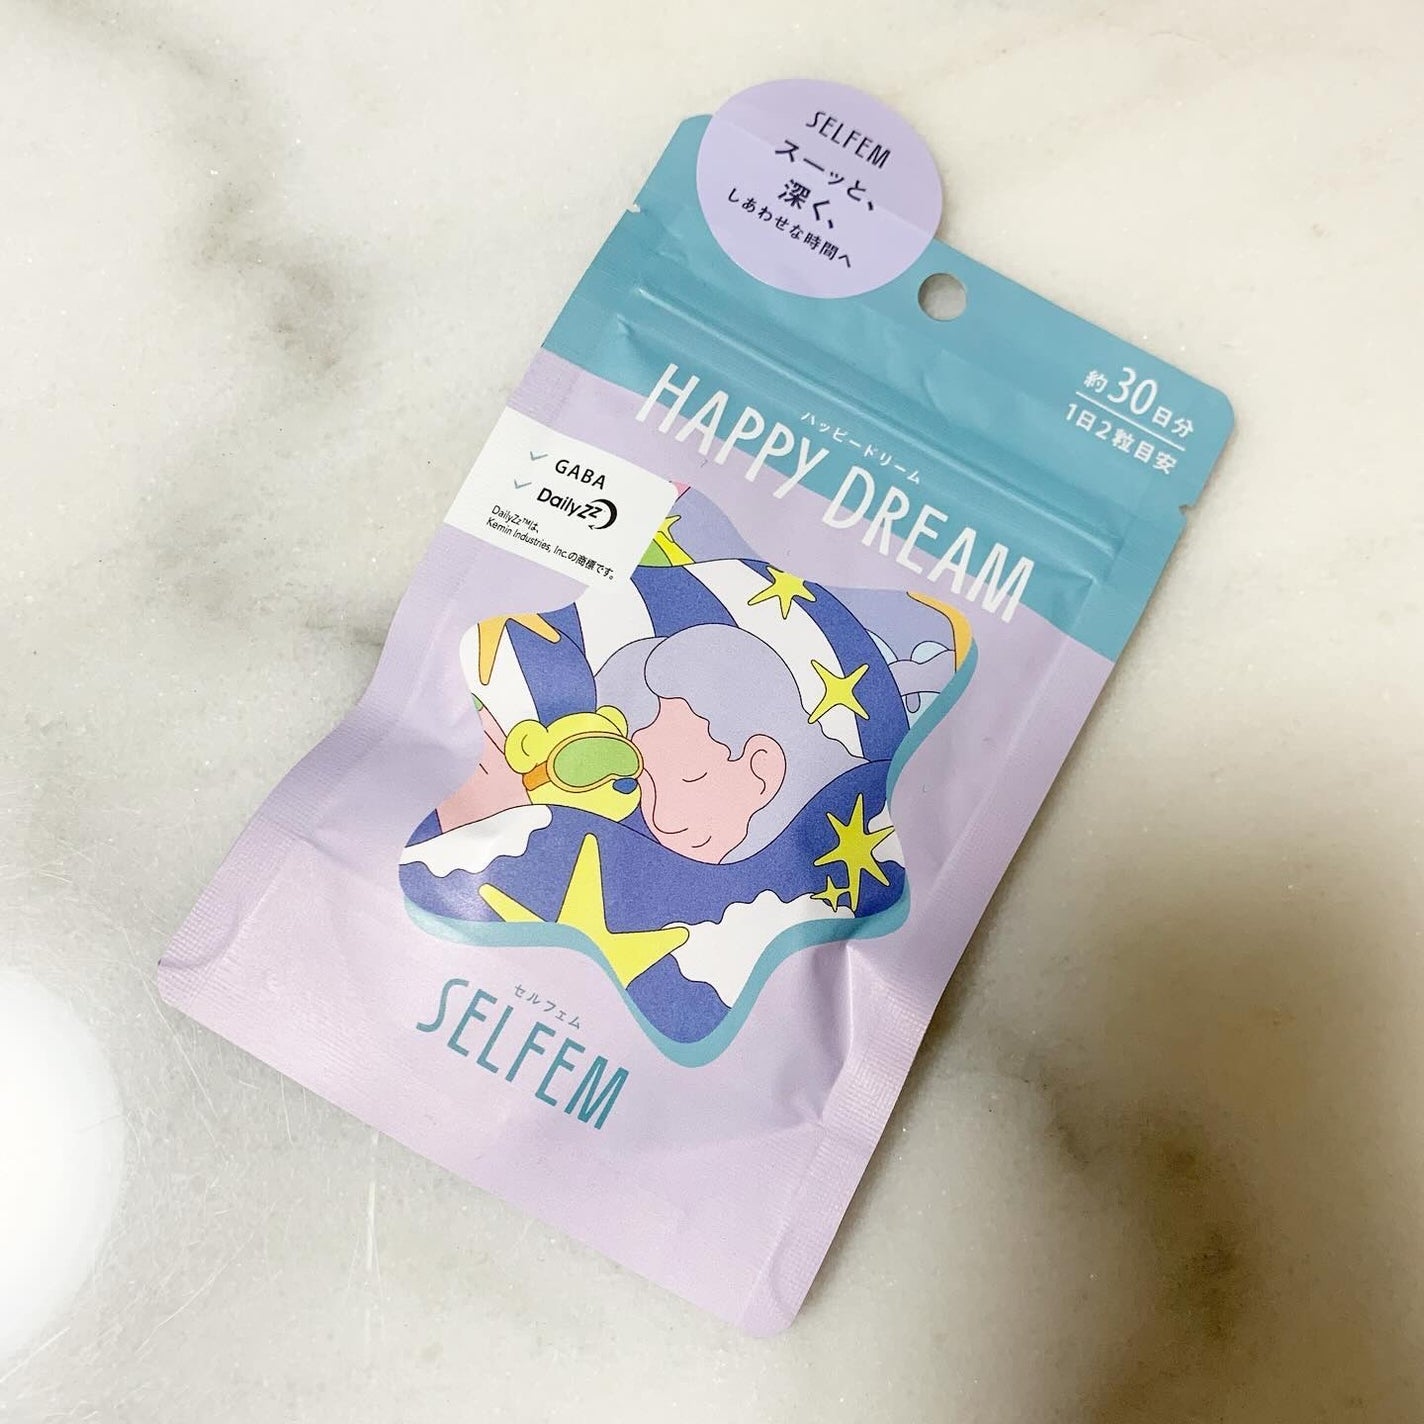 SELFEM
スーッと、
深く、
しあわせな時間へ
約30日分
1日2粒目安
ハッピードリーム
HAPPY DREAM
GABA
DailyZz
DailyZz™は、
Kemin Industries, Inc.の商標です。
セルフェム
SELFEM